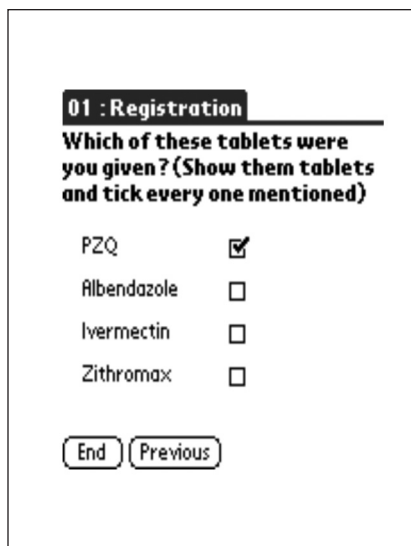 01 : Registration
Which of these tablets were
you given? (Show them tablets
and tick every one mentioned)
PZQ
Albendazole
Ivermectin
Zithromax
End Previous